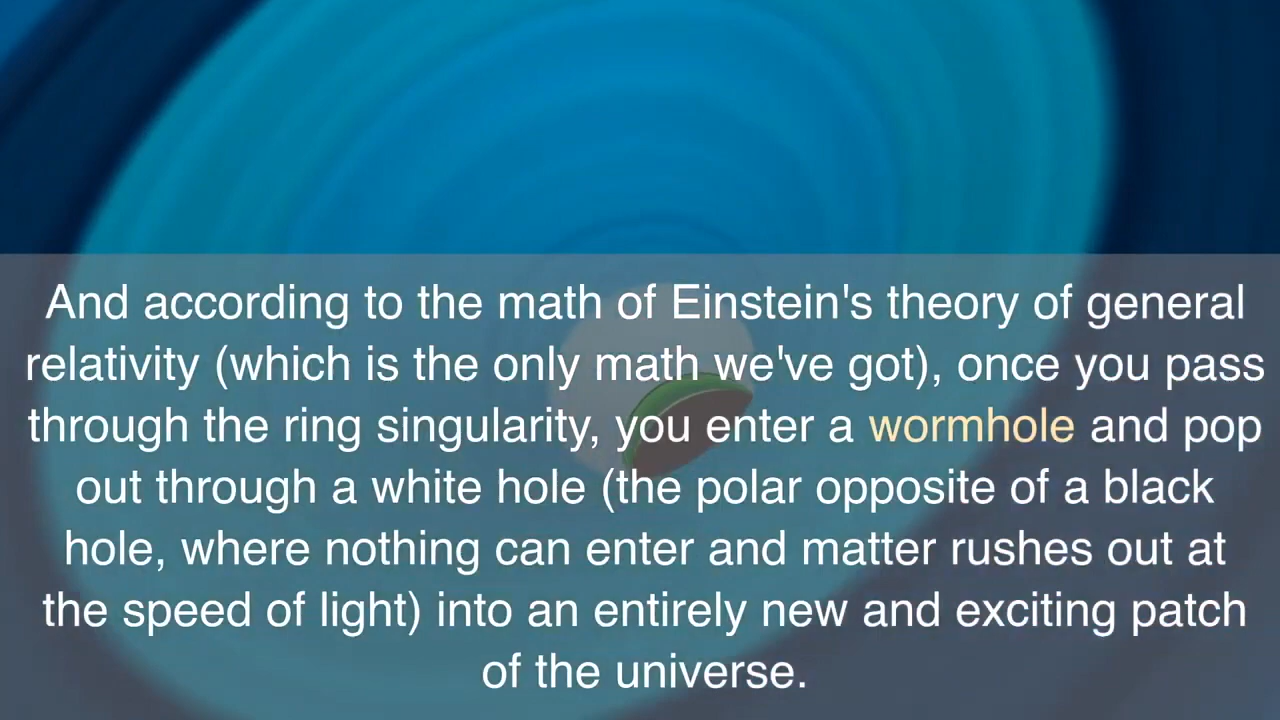 And according to the math of Einstein's theory of general
relativity (which is the only math we've got), once you pass
through the ring singularity, you enter a wormhole and pop
out through a white hole (the polar opposite of a black
hole, where nothing can enter and matter rushes out at
the speed of light) into an entirely new and exciting patch
of the universe.